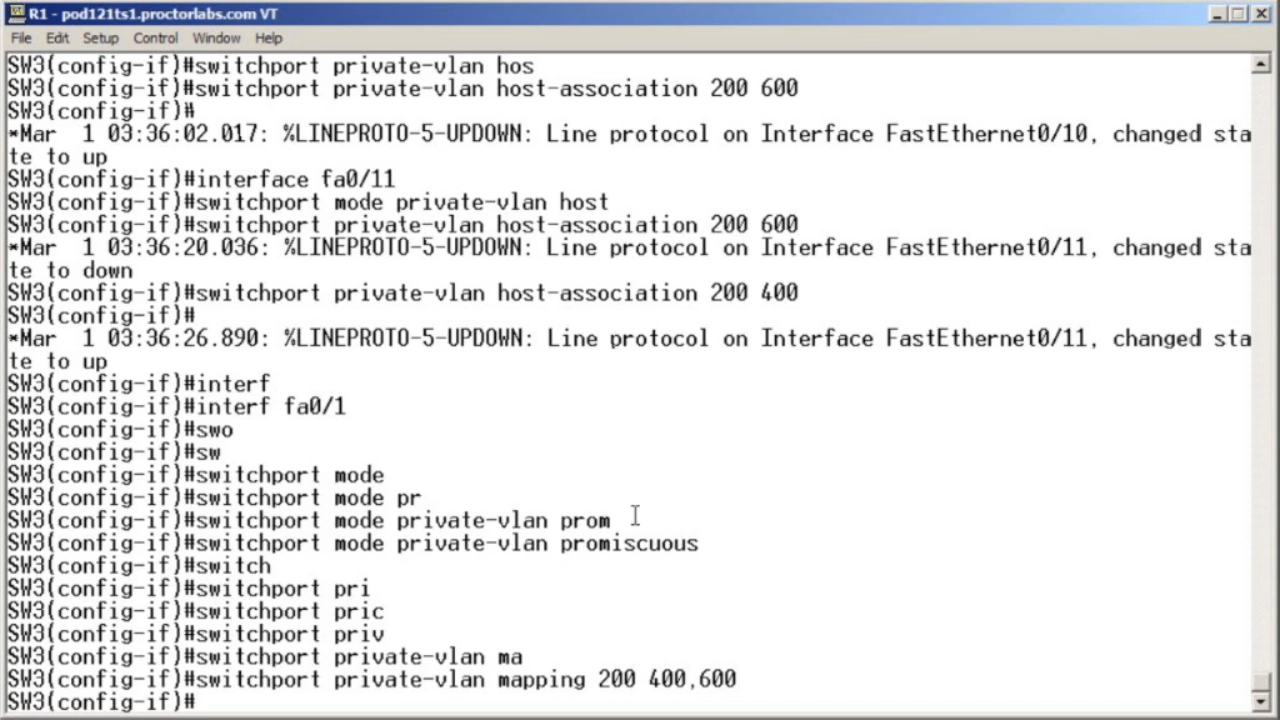 R1 - pod121ts1.proctorlabs.com VT
File Edit Setup Control Window Help
SW3(config-if)#switchport private-vlan hos
SW3(config-if)#switchport private-vlan host-association 200 600
SW3(config-if)#
*Mar  1 03:36:02.017: %LINEPROTO-5-UPDOWN: Line protocol on Interface FastEthernet0/10, changed sta
te to up
SW3(config-if)#interface fa0/11
SW3(config-if)#switchport mode private-vlan host
SW3(config-if)#switchport private-vlan host-association 200 600
*Mar  1 03:36:20.036: %LINEPROTO-5-UPDOWN: Line protocol on Interface FastEthernet0/11, changed sta
te to down
SW3(config-if)#switchport private-vlan host-association 200 400
SW3(config-if)#
*Mar  1 03:36:26.890: %LINEPROTO-5-UPDOWN: Line protocol on Interface FastEthernet0/11, changed sta
te to up
SW3(config-if)#interf
SW3(config-if)#interf fa0/1
SW3(config-if)#swo
SW3(config-if)#sw
SW3(config-if)#switchport mode
SW3(config-if)#switchport mode pr
SW3(config-if)#switchport mode private-vlan prom
SW3(config-if)#switchport mode private-vlan promiscuous
SW3(config-if)#switch
SW3(config-if)#switchport pri
SW3(config-if)#switchport pric
SW3(config-if)#switchport priv
SW3(config-if)#switchport private-vlan ma
SW3(config-if)#switchport private-vlan mapping 200 400,600
SW3(config-if)#